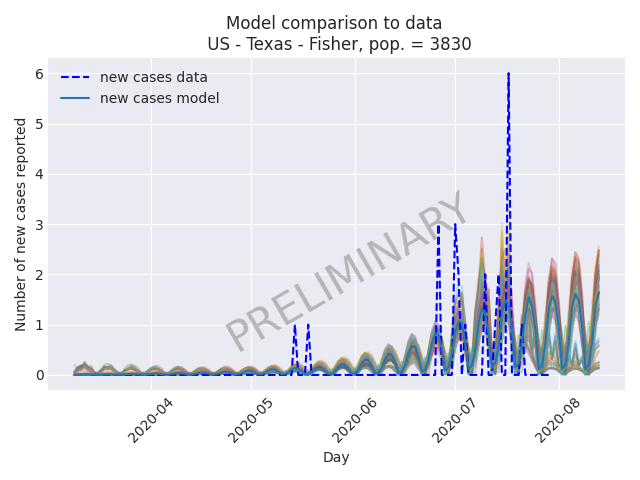 Model comparison to data
US - Texas - Fisher, pop. = 3830
new cases data
new cases model
6
5
4
3
2
1
0
Number of new cases reported
PRELIMINARY
2020-04
2020-05
2020-06
2020-07
2020-08
Day